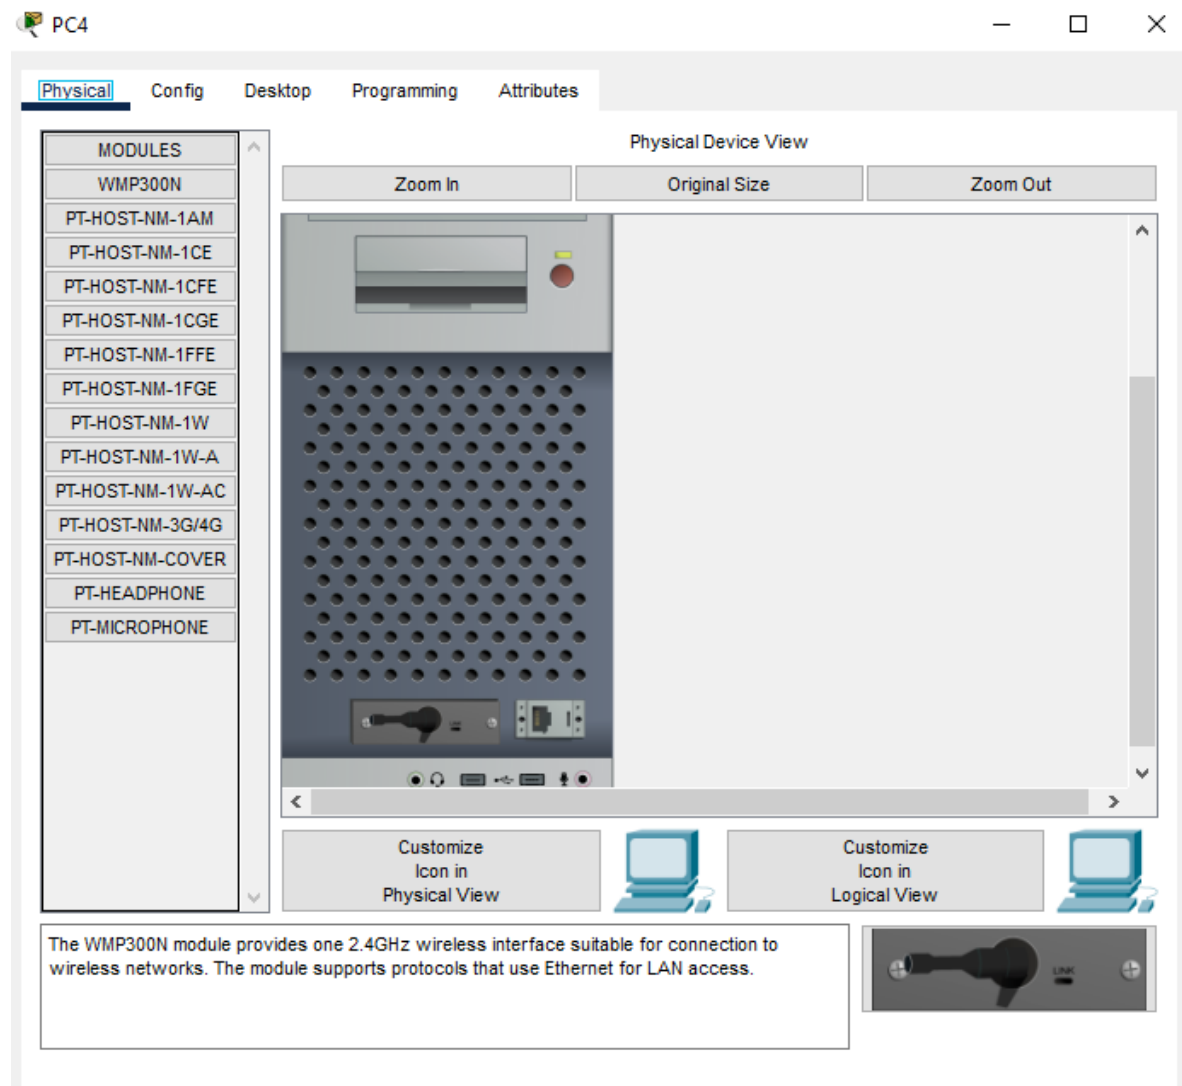 PC4
Physical Config Desktop Programming Attributes
MODULES
WMP300N
PT-HOST-NM-1AM
PT-HOST-NM-1CE
PT-HOST-NM-1CFE
PT-HOST-NM-1CGE
PT-HOST-NM-1FFE
PT-HOST-NM-1FGE
PT-HOST-NM-1W
PT-HOST-NM-1W-A
PT-HOST-NM-1W-AC
PT-HOST-NM-3G/4G
PT-HOST-NM-COVER
PT-HEADPHONE
PT-MICROPHONE
Physical Device View
Zoom In Original Size Zoom Out
LINK
Customize
Icon in
Physical View
Customize
Icon in
Logical View
The WMP300N module provides one 2.4GHz wireless interface suitable for connection to
wireless networks. The module supports protocols that use Ethernet for LAN access.
LINK